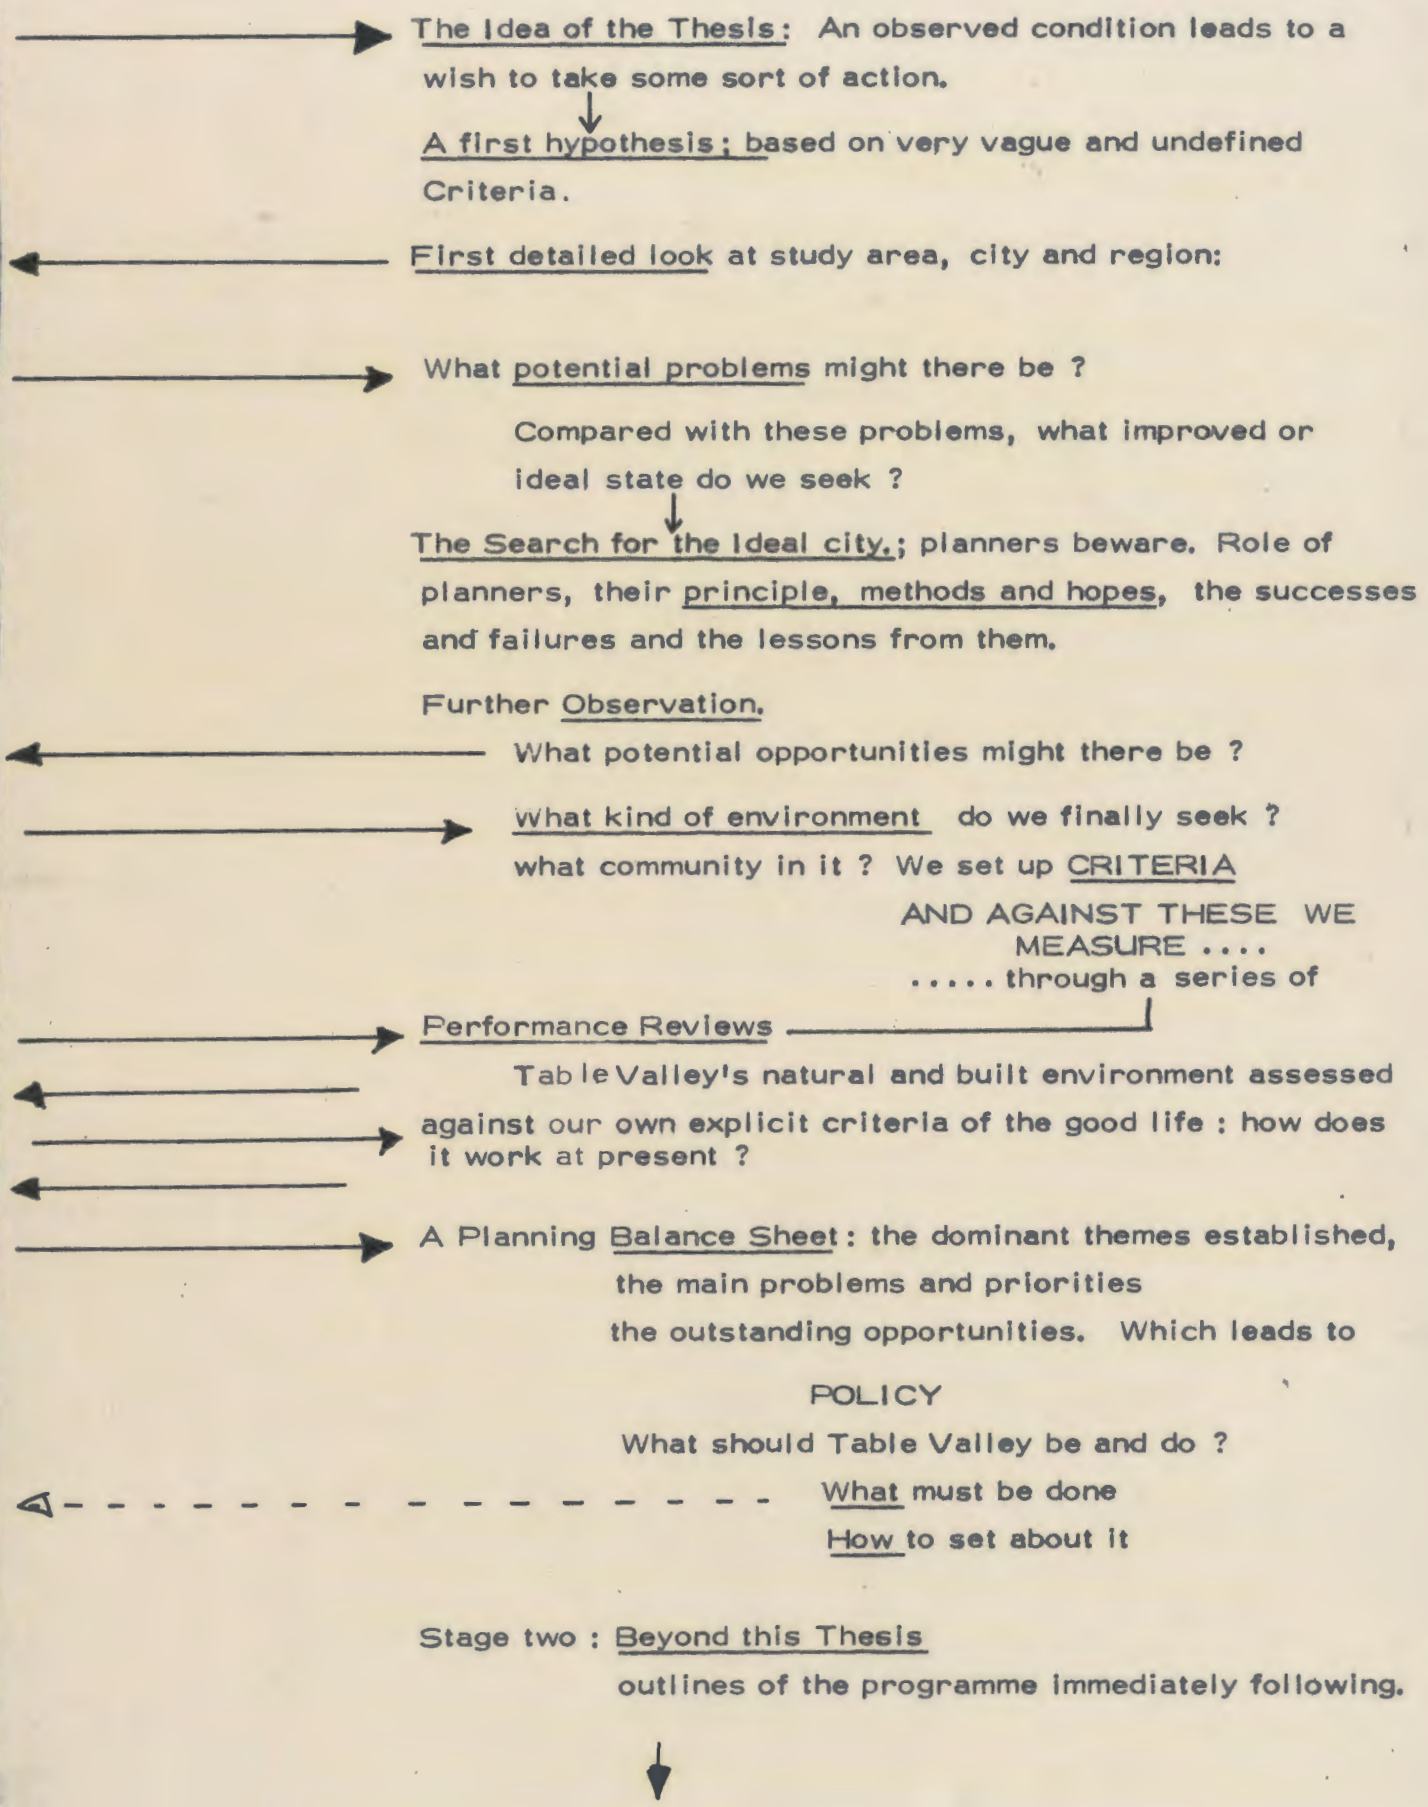 The Idea of the Thesis: An observed condition leads to a
wish to take some sort of action.
A first hypothesis; based on very vague and undefined
Criteria.
First detailed look at study area, city and region:
What potential problems might there be ?
Compared with these problems, what improved or
ideal state do we seek ?
The Search for the Ideal city.; planners beware. Role of
planners, their principle, methods and hopes, the successes
and failures and the lessons from them.
Further Observation.
What potential opportunities might there be ?
What kind of environment do we finally seek ?
what community in it ? We set up CRITERIA
AND AGAINST THESE WE
MEASURE ....
..... through a series of
Performance Reviews
Table Valley's natural and built environment assessed
against our own explicit criteria of the good life : how does
it work at present ?
A Planning Balance Sheet : the dominant themes established,
the main problems and priorities
the outstanding opportunities. Which leads to
POLICY
What should Table Valley be and do ?
What must be done
How to set about it
Stage two : Beyond this Thesis
outlines of the programme immediately following.